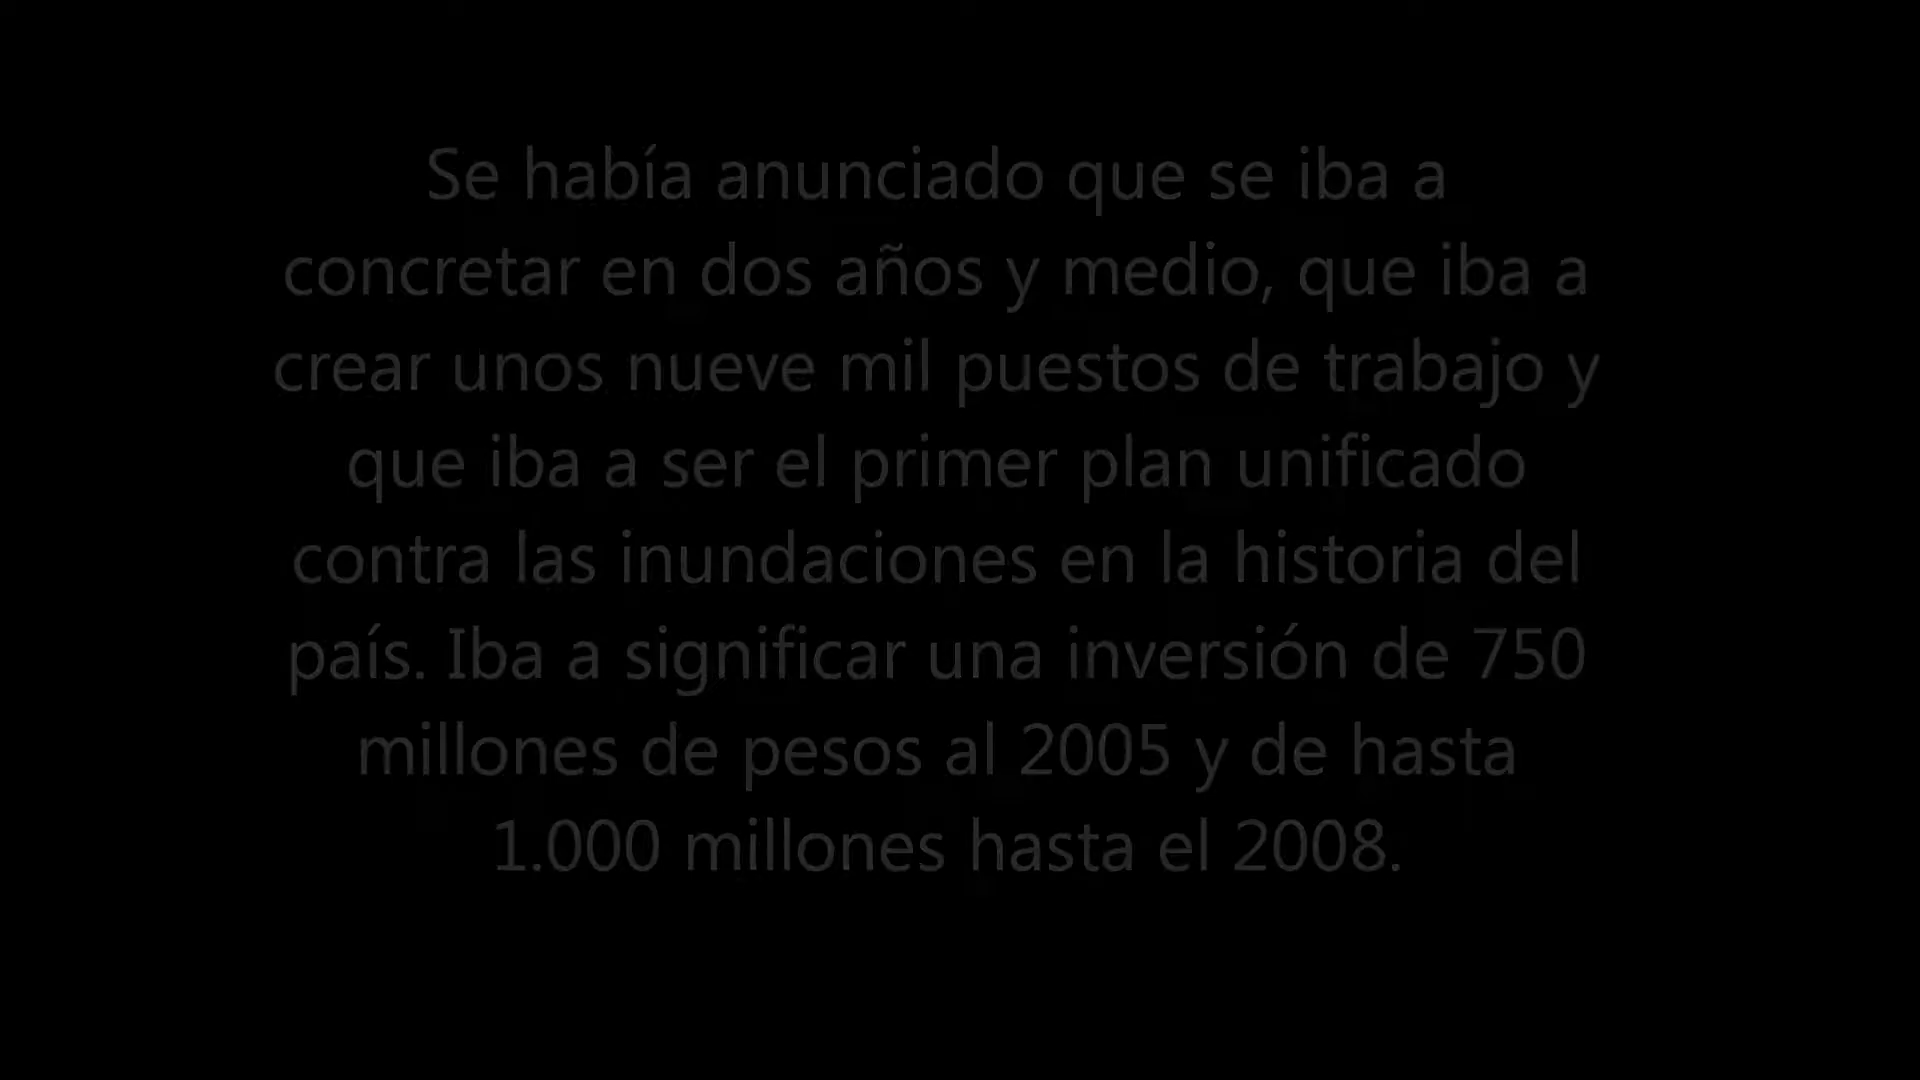 Se había anunciado que se iba a
concretar en dos años y medio, que iba a
crear unos nueve mil puestos de trabajo y
que iba a ser el primer plan unificado
contra las inundaciones en la historia del
país. Iba a significar una inversión de 750
millones de pesos al 2005 y de hasta
1.000 millones hasta el 2008.